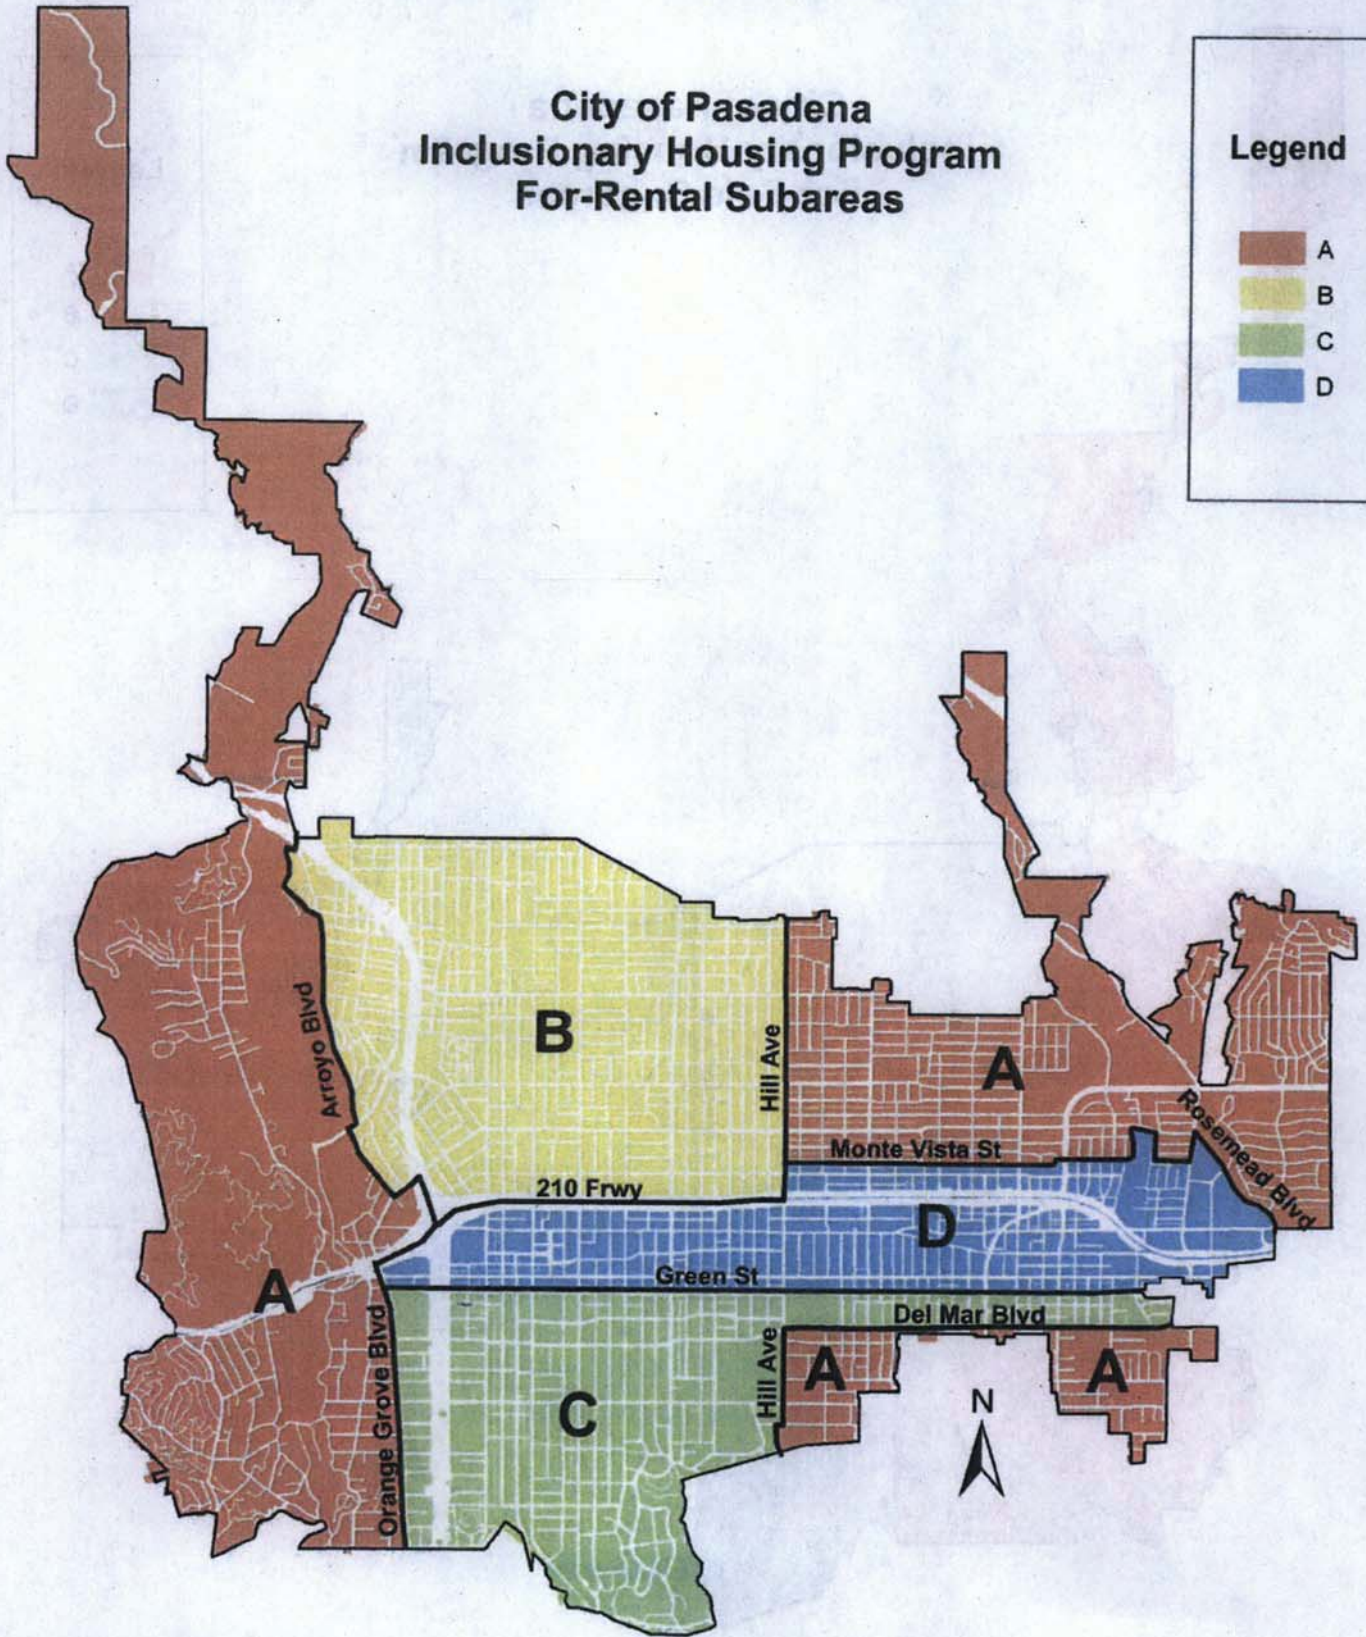 City of Pasadena
Inclusionary Housing Program
For-Rental Subareas
Legend
A
B
C
D
Arroyo Blvd
B
Hill Ave
A
Rosemead Blvd
Monte Vista St
210 Frwy
D
A
Green St
Orange Grove Blvd
Del Mar Blvd
Hill Ave
A
A
C
N